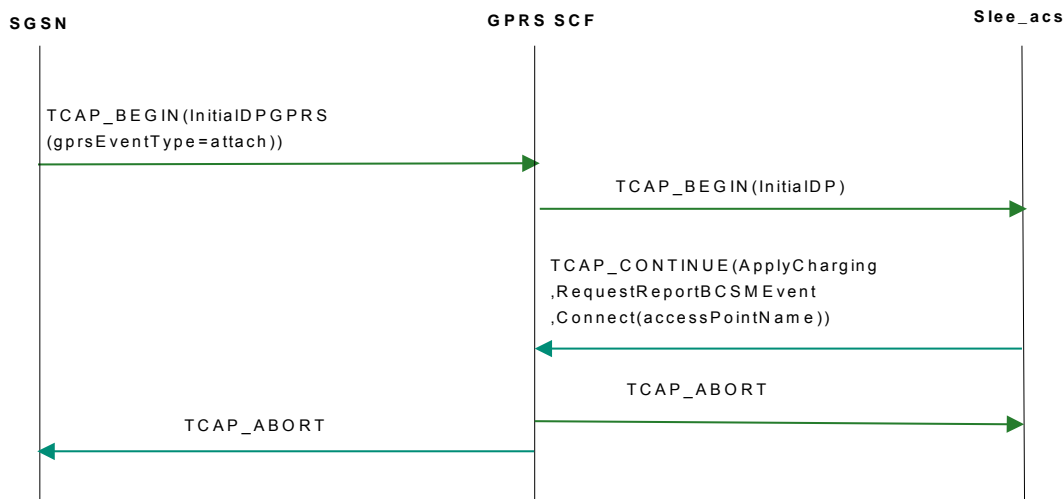 SGSN
GPRS SCF
Slee_acs
TCAP_BEGIN(InitialDPGPRS
(gprsEventType=attach))
TCAP_BEGIN(InitialDP)
TCAP_CONTINUE(ApplyCharging
,RequestReportBCSMEvent
,Connect(accessPointName))
TCAP_ABORT
TCAP_ABORT